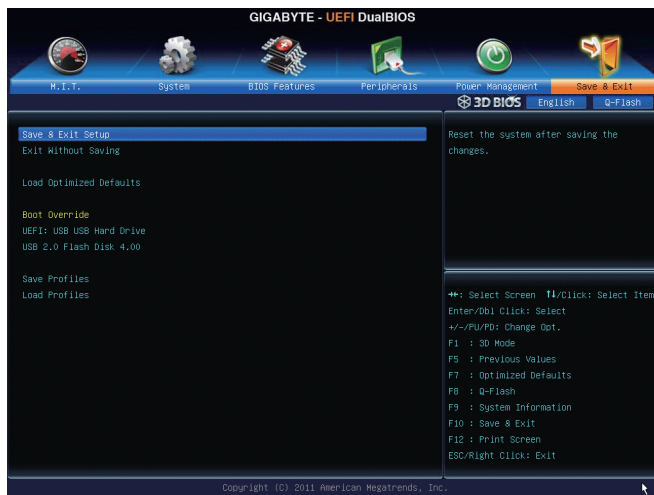 GIGABYTE - UEFI DualBIOS
M.I.T.
System
BIOS Features
Peripherals
Power Management
Save & Exit
3D BIOS
English
Q-Flash
Save & Exit Setup
Exit Without Saving
Load Optimized Defaults
Boot Override
UEFI: USB USB Hard Drive
USB 2.0 Flash Disk 4.00
Save Profiles
Load Profiles
Reset the system after saving the
changes.
→←: Select Screen ↑↓/Click: Select Item
Enter/Dbl Click: Select
+/-/PU/PD: Change Opt.
F1 : 3D Mode
F5 : Previous Values
F7 : Optimized Defaults
F8 : Q-Flash
F9 : System Information
F10 : Save & Exit
F12 : Print Screen
ESC/Right Click: Exit
Copyright (C) 2011 American Megatrends, Inc.